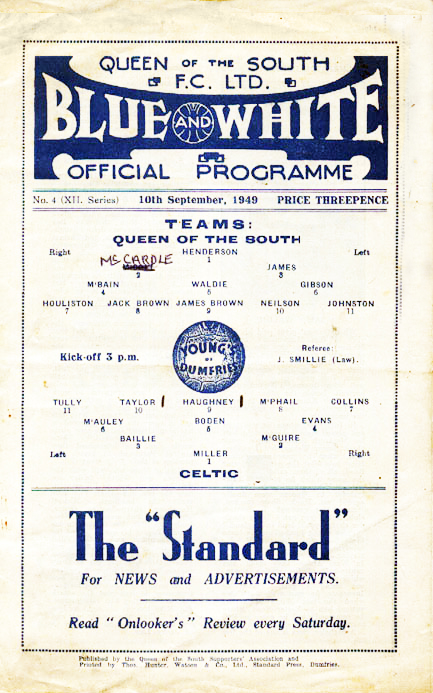 QUEEN OF THE SOUTH
F.C. LTD.
BLUE AND WHITE
OFFICIAL PROGRAMME
No. 4 (XII. Series) 10th September, 1949 PRICE THREEPENCE
TEAMS:
QUEEN OF THE SOUTH
Right HENDERSON Left
McCARDLE 1
2 JAMES
3
McBAIN WALDIE GIBSON
4 5 6
HOULISTON JACK BROWN JAMES BROWN NEILSON JOHNSTON
7 8 9 10 11
Kick-off 3 p.m.
YOUNG'S
OF
DUMFRIES
Referee:
J. SMILLIE (Law).
TULLY TAYLOR HAUGHNEY McPHAIL COLLINS
11 10 9 8 7
McAULEY BODEN EVANS
6 5 4
BAILLIE McGUIRE
3 2
Left MILLER Right
1
CELTIC
The "Standard"
For NEWS and ADVERTISEMENTS.
Read "Onlooker's" Review every Saturday.
Published by the Queen of the South Supporters' Association and
Printed by Thos. Hunter, Watson & Co., Ltd., Standard Press, Dumfries.